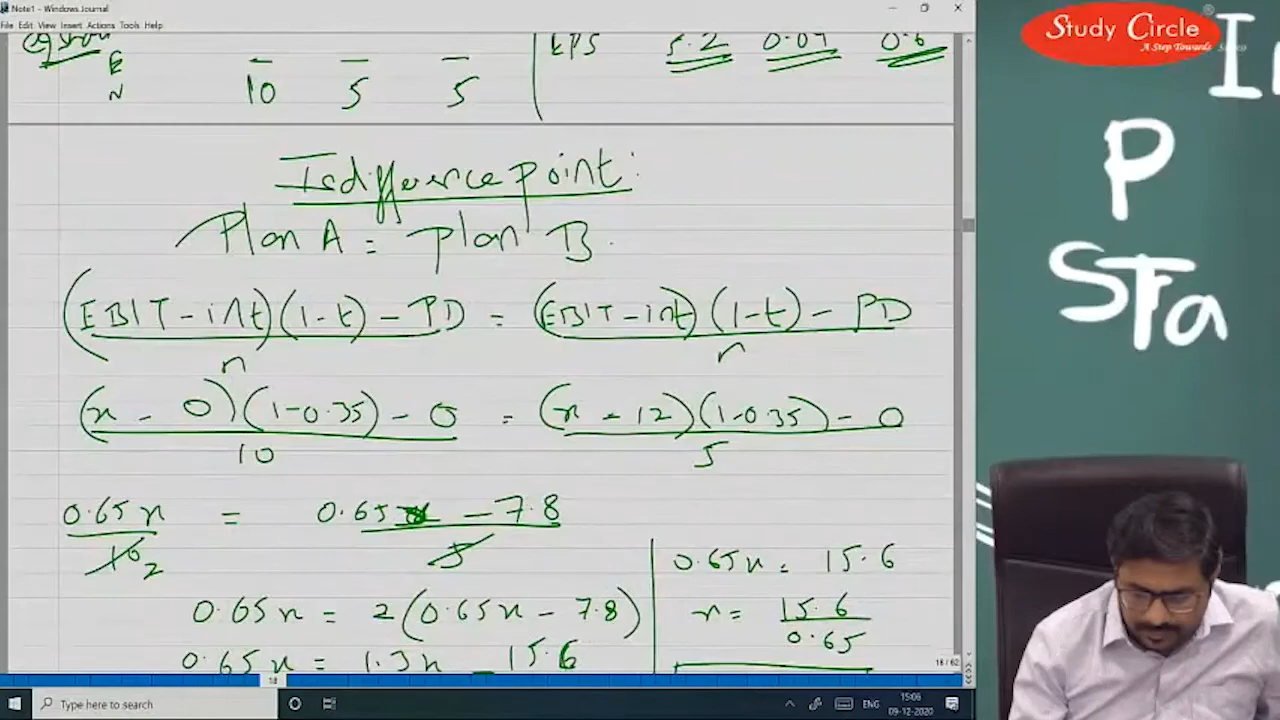 Note1 - Windows Journal
File Edit View Insert Actions Tools Help
EPS 5.2 0.04 0.6
E
N 10 5 5
Indifference point:
Plan A = Plan B.
(EBIT - int)(1-t) - PD = (EBIT - int)(1-t) - PD
n n
(x - 0)(1-0.35) - 0 = (x - 12)(1-0.35) - 0
10 5
0.65x = 0.65x - 7.8
10 2 5
0.65x = 2(0.65x - 7.8)
0.65x = 1.3x - 15.6
0.65x = 15.6
x = 15.6
0.65
18
18/62
Type here to search
ENG
15:06
09-12-2020
Study Circle
®
A Step Towards
In
P
SFa